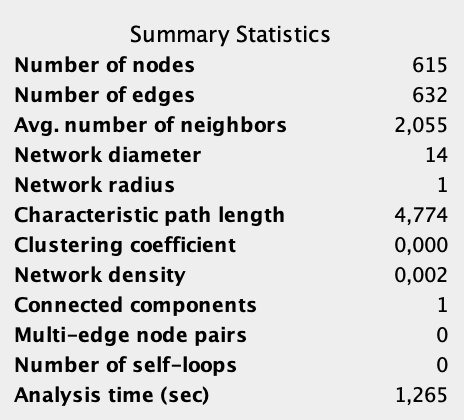 Summary Statistics
Number of nodes 615
Number of edges 632
Avg. number of neighbors 2,055
Network diameter 14
Network radius 1
Characteristic path length 4,774
Clustering coefficient 0,000
Network density 0,002
Connected components 1
Multi-edge node pairs 0
Number of self-loops 0
Analysis time (sec) 1,265